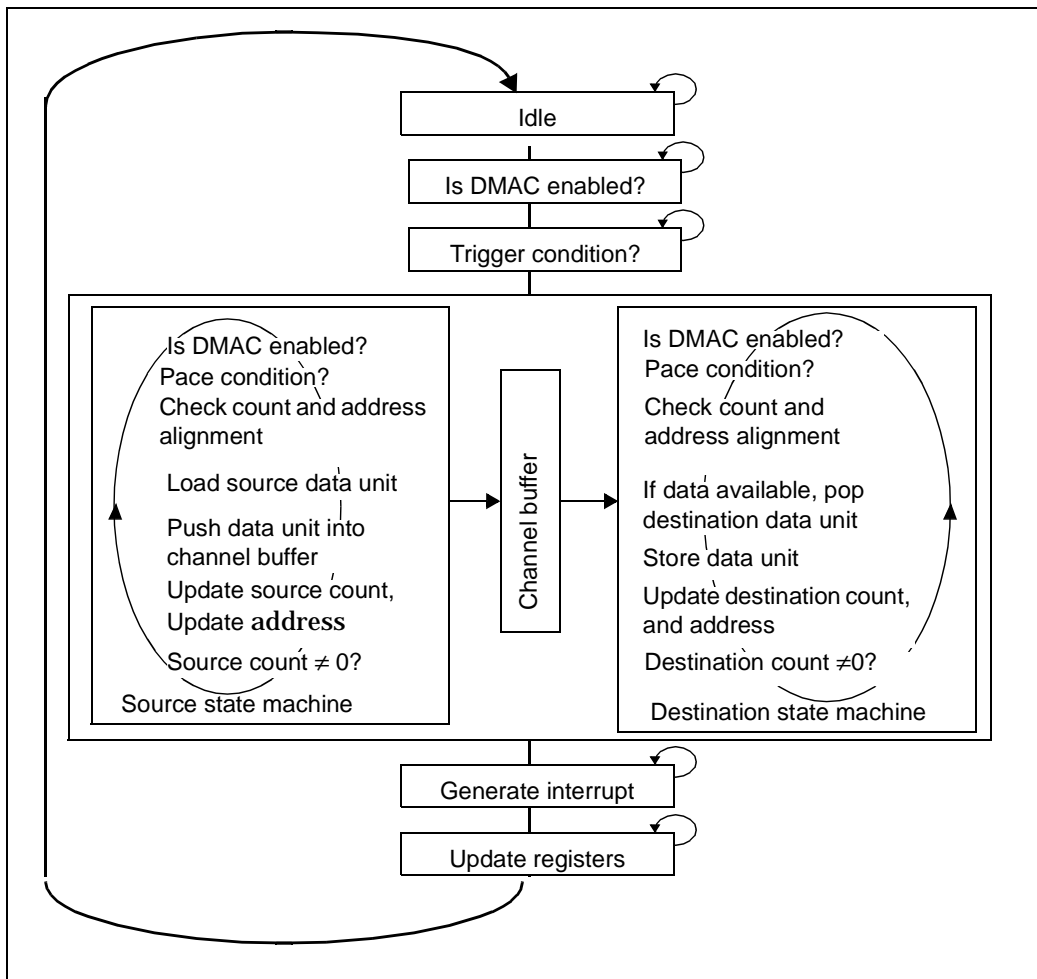 Idle
Is DMAC enabled?
Trigger condition?
Is DMAC enabled?
Pace condition?
Check count and address
alignment
Load source data unit
Push data unit into
channel buffer
Update source count,
Update address
Source count ≠ 0?
Source state machine
Channel buffer
Is DMAC enabled?
Pace condition?
Check count and
address alignment
If data available, pop
destination data unit
Store data unit
Update destination count,
and address
Destination count ≠0?
Destination state machine
Generate interrupt
Update registers